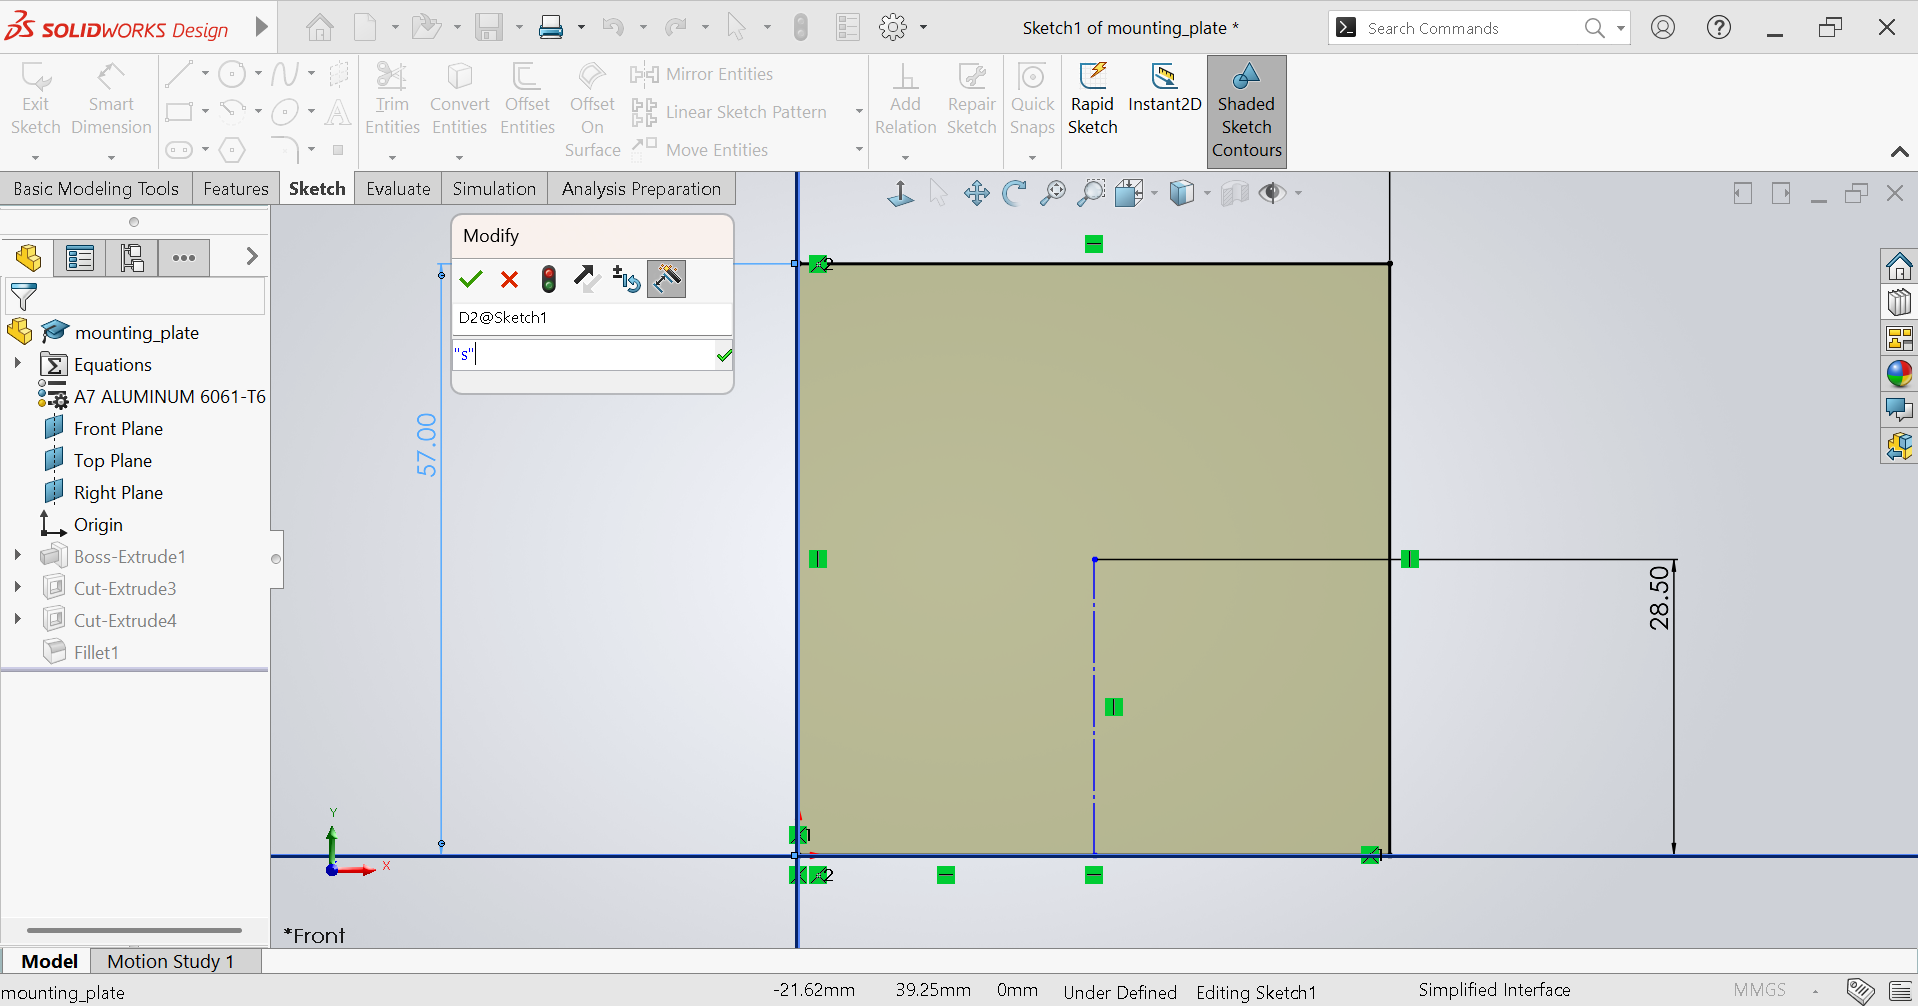 SOLIDWORKS Design
Sketch1 of mounting_plate *
Search Commands
Exit Sketch
Smart Dimension
Trim Entities
Convert Entities
Offset Entities
Offset On Surface
Mirror Entities
Linear Sketch Pattern
Move Entities
Add Relation
Repair Sketch
Quick Snaps
Rapid Sketch
Instant2D
Shaded Sketch Contours
Basic Modeling Tools
Features
Sketch
Evaluate
Simulation
Analysis Preparation
Modify
D2@Sketch1
"s"
mounting_plate
Equations
A7 ALUMINUM 6061-T6
Front Plane
Top Plane
Right Plane
Origin
Boss-Extrude1
Cut-Extrude3
Cut-Extrude4
Fillet1
57.00
28.50
2
1
2
1
Y
X
*Front
Model
Motion Study 1
mounting_plate
-21.62mm
39.25mm
0mm
Under Defined
Editing Sketch1
Simplified Interface
MMGS